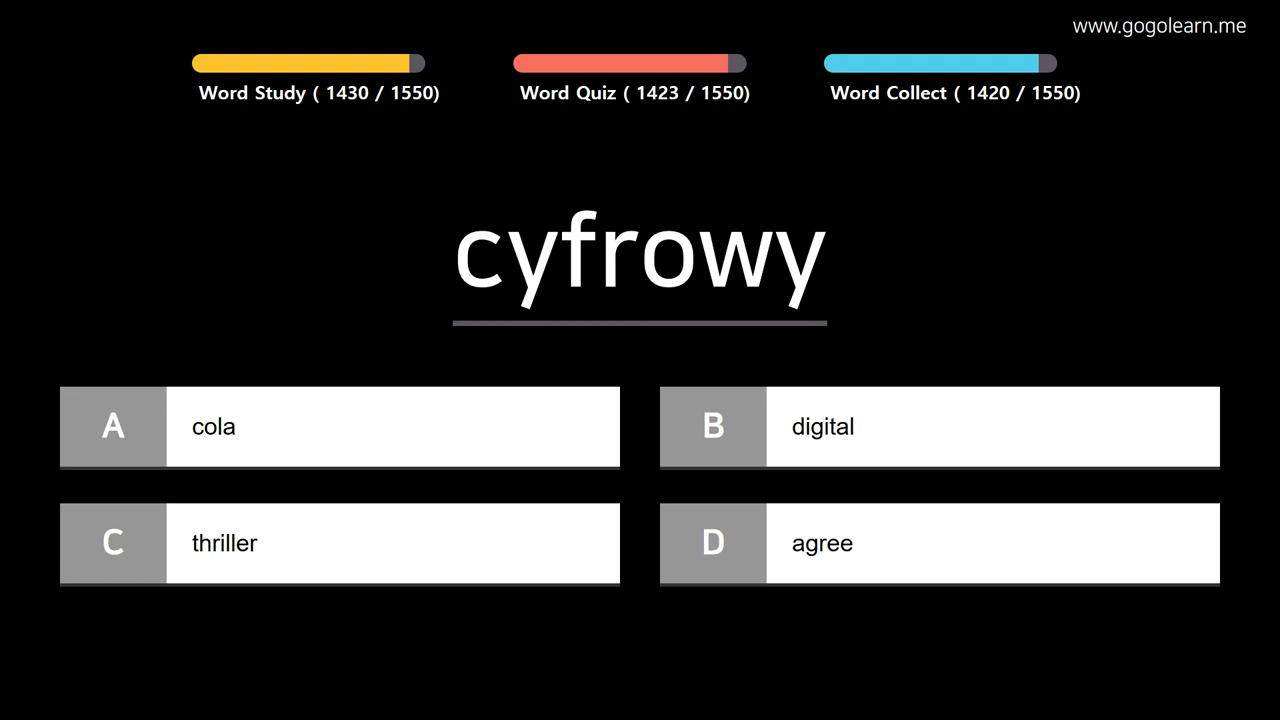 www.gogolearn.me
Word Study ( 1430 / 1550)
Word Quiz ( 1423 / 1550)
Word Collect ( 1420 / 1550)
cyfrowy
A cola
B digital
C thriller
D agree